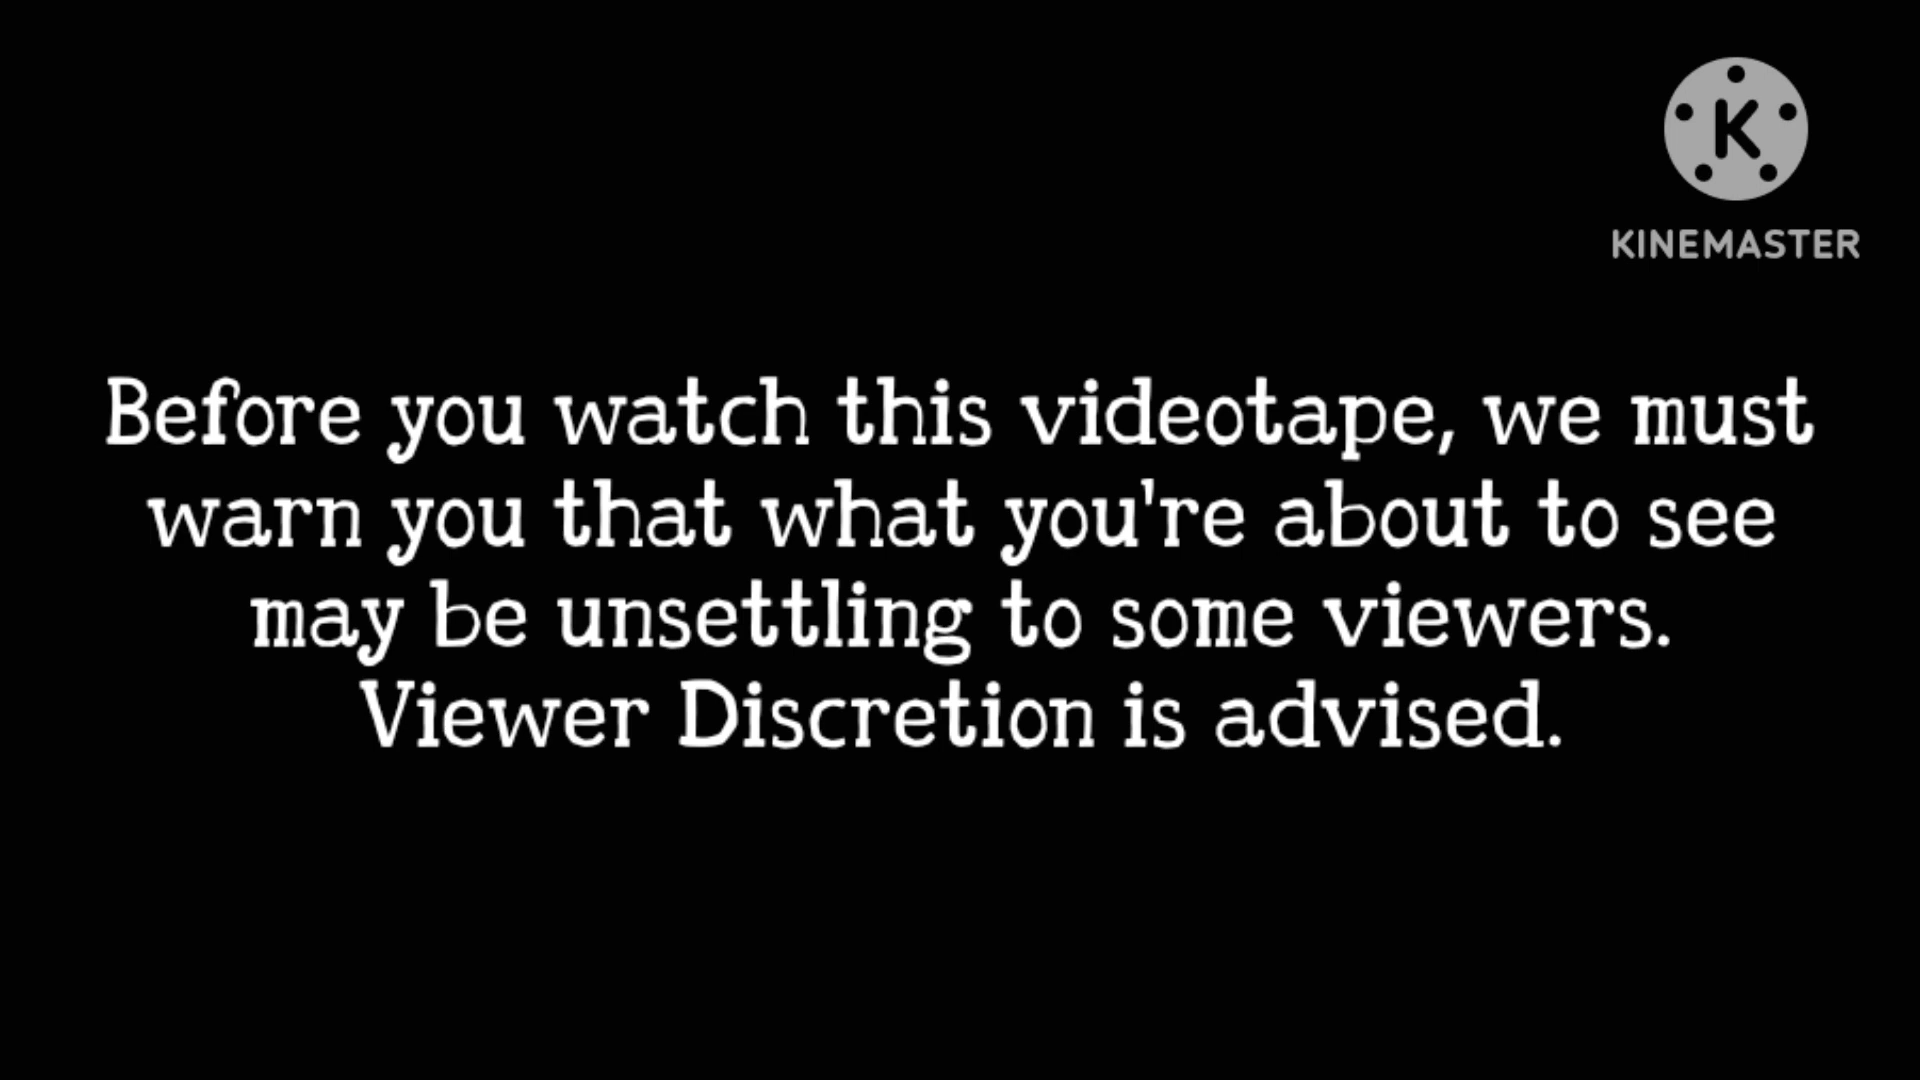 K
KINEMASTER
Before you watch this videotape, we must
warn you that what you're about to see
may be unsettling to some viewers.
Viewer Discretion is advised.